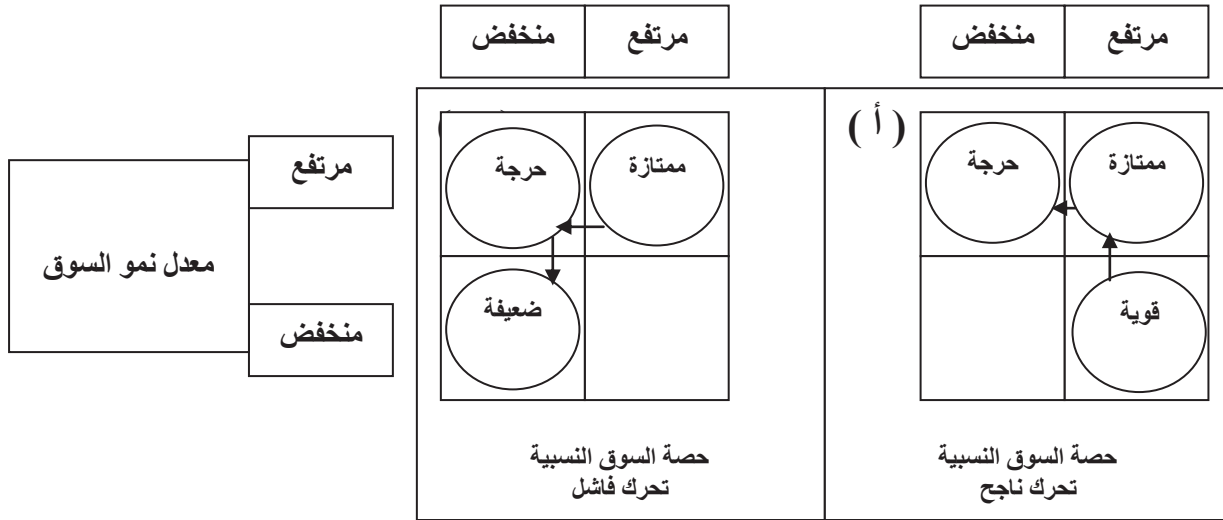 مرتفع
منخفض
مرتفع
منخفض
( أ )
ممتازة
حرجة
قوية
حصة السوق النسبية
تحرك ناجح
ممتازة
حرجة
ضعيفة
حصة السوق النسبية
تحرك فاشل
مرتفع
معدل نمو السوق
منخفض